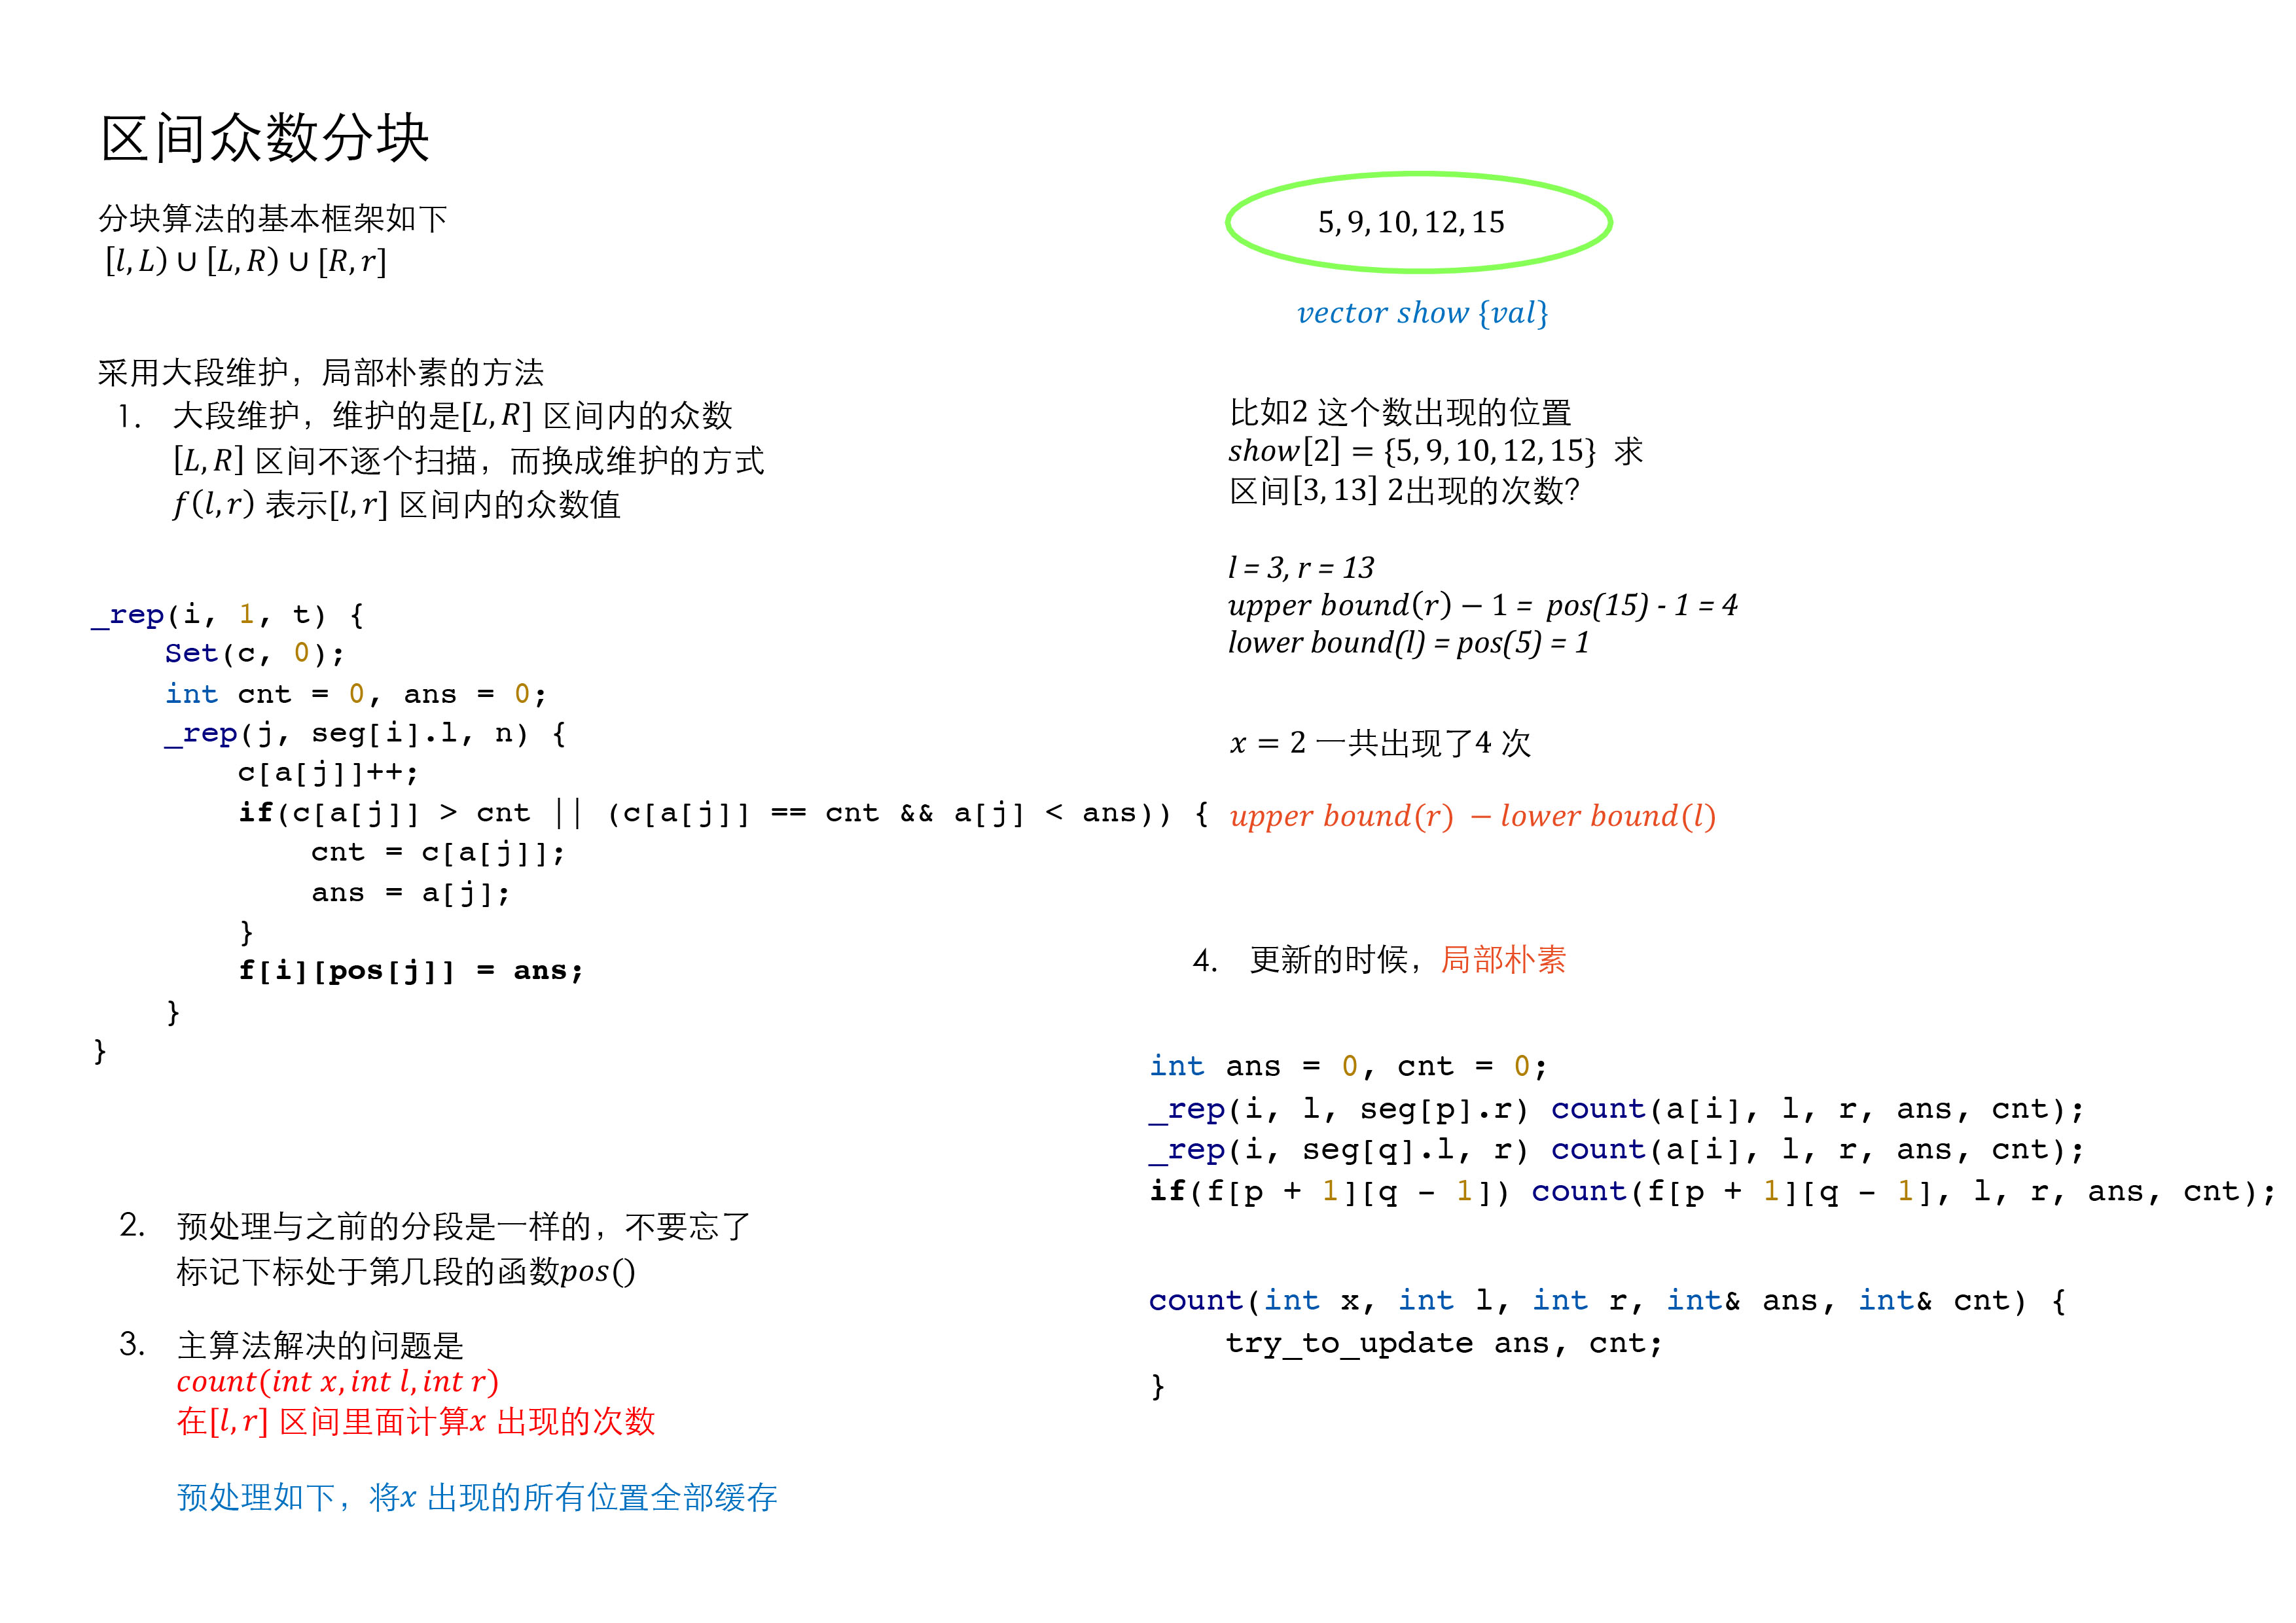 区间众数分块
分块算法的基本框架如下
[l, L) ∪ [L, R) ∪ [R, r]
采用大段维护，局部朴素的方法
1. 大段维护，维护的是[L, R] 区间内的众数
[L, R] 区间不逐个扫描，而换成维护的方式
f(l, r) 表示[l, r] 区间内的众数值
_rep(i, 1, t) {
    Set(c, 0);
    int cnt = 0, ans = 0;
    _rep(j, seg[i].l, n) {
        c[a[j]]++;
        if(c[a[j]] > cnt || (c[a[j]] == cnt && a[j] < ans)) {
            cnt = c[a[j]];
            ans = a[j];
        }
        f[i][pos[j]] = ans;
    }
}
2. 预处理与之前的分段是一样的，不要忘了
标记下标处于第几段的函数pos()
3. 主算法解决的问题是
count(int x, int l, int r)
在[l, r] 区间里面计算x 出现的次数
预处理如下，将x 出现的所有位置全部缓存
5, 9, 10, 12, 15
vector show {val}
比如2 这个数出现的位置
show[2] = {5, 9, 10, 12, 15} 求
区间[3, 13] 2出现的次数?
l = 3, r = 13
upper bound(r) − 1 = pos(15) - 1 = 4
lower bound(l) = pos(5) = 1
x = 2 一共出现了4 次
upper bound(r) − lower bound(l)
4. 更新的时候，局部朴素
int ans = 0, cnt = 0;
_rep(i, l, seg[p].r) count(a[i], l, r, ans, cnt);
_rep(i, seg[q].l, r) count(a[i], l, r, ans, cnt);
if(f[p + 1][q - 1]) count(f[p + 1][q - 1], l, r, ans, cnt);
count(int x, int l, int r, int& ans, int& cnt) {
    try_to_update ans, cnt;
}